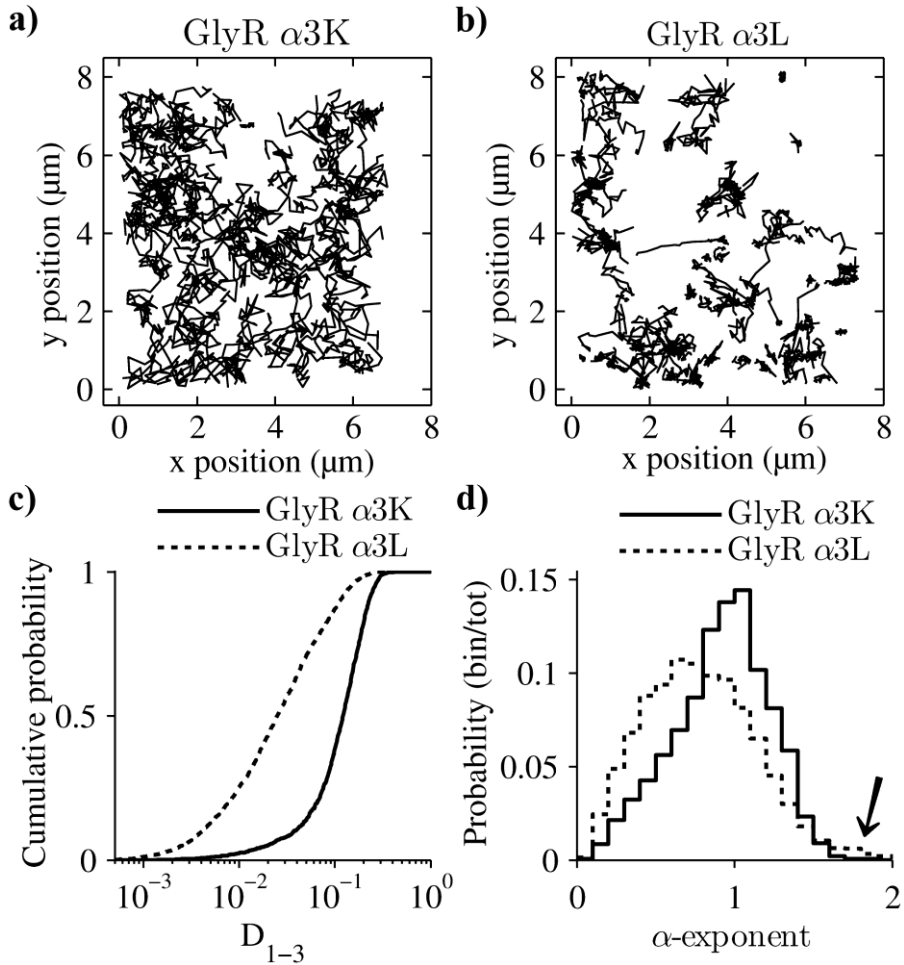 a) GlyR α3K
8
6
4
2
0
y position (μm)
0 2 4 6 8
x position (μm)
b) GlyR α3L
8
6
4
2
0
y position (μm)
0 2 4 6 8
x position (μm)
c) GlyR α3K
GlyR α3L
1
0.5
0
Cumulative probability
10⁻³ 10⁻² 10⁻¹ 10⁰
D₁₋₃
d) GlyR α3K
GlyR α3L
0.15
0.1
0.05
0
Probability (bin/tot)
0 1 2
α-exponent